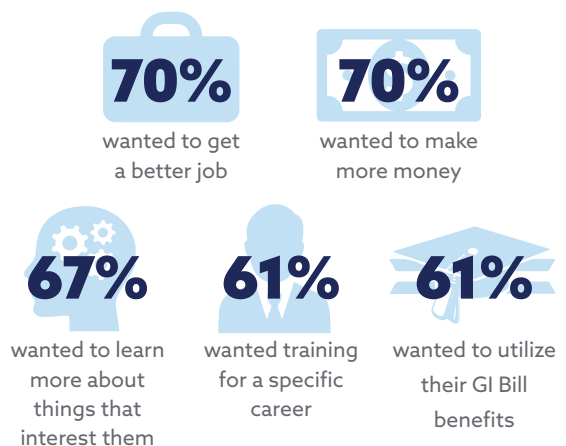 70%
wanted to get
a better job
70%
wanted to make
more money
67%
wanted to learn
more about
things that
interest them
61%
wanted training
for a specific
career
61%
wanted to utilize
their GI Bill
benefits